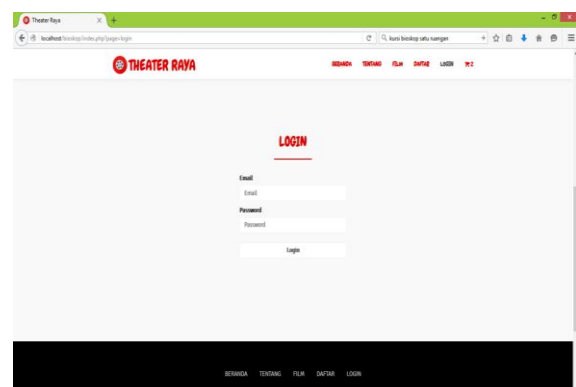 Theater Raya
localhost/bioskop/index.php?page=login
kursi bioskop satu ruangan
THEATER RAYA
BERANDA TENTANG FILM DAFTAR LOGIN 2
LOGIN
Email
Email
Password
Password
Login
BERANDA TENTANG FILM DAFTAR LOGIN